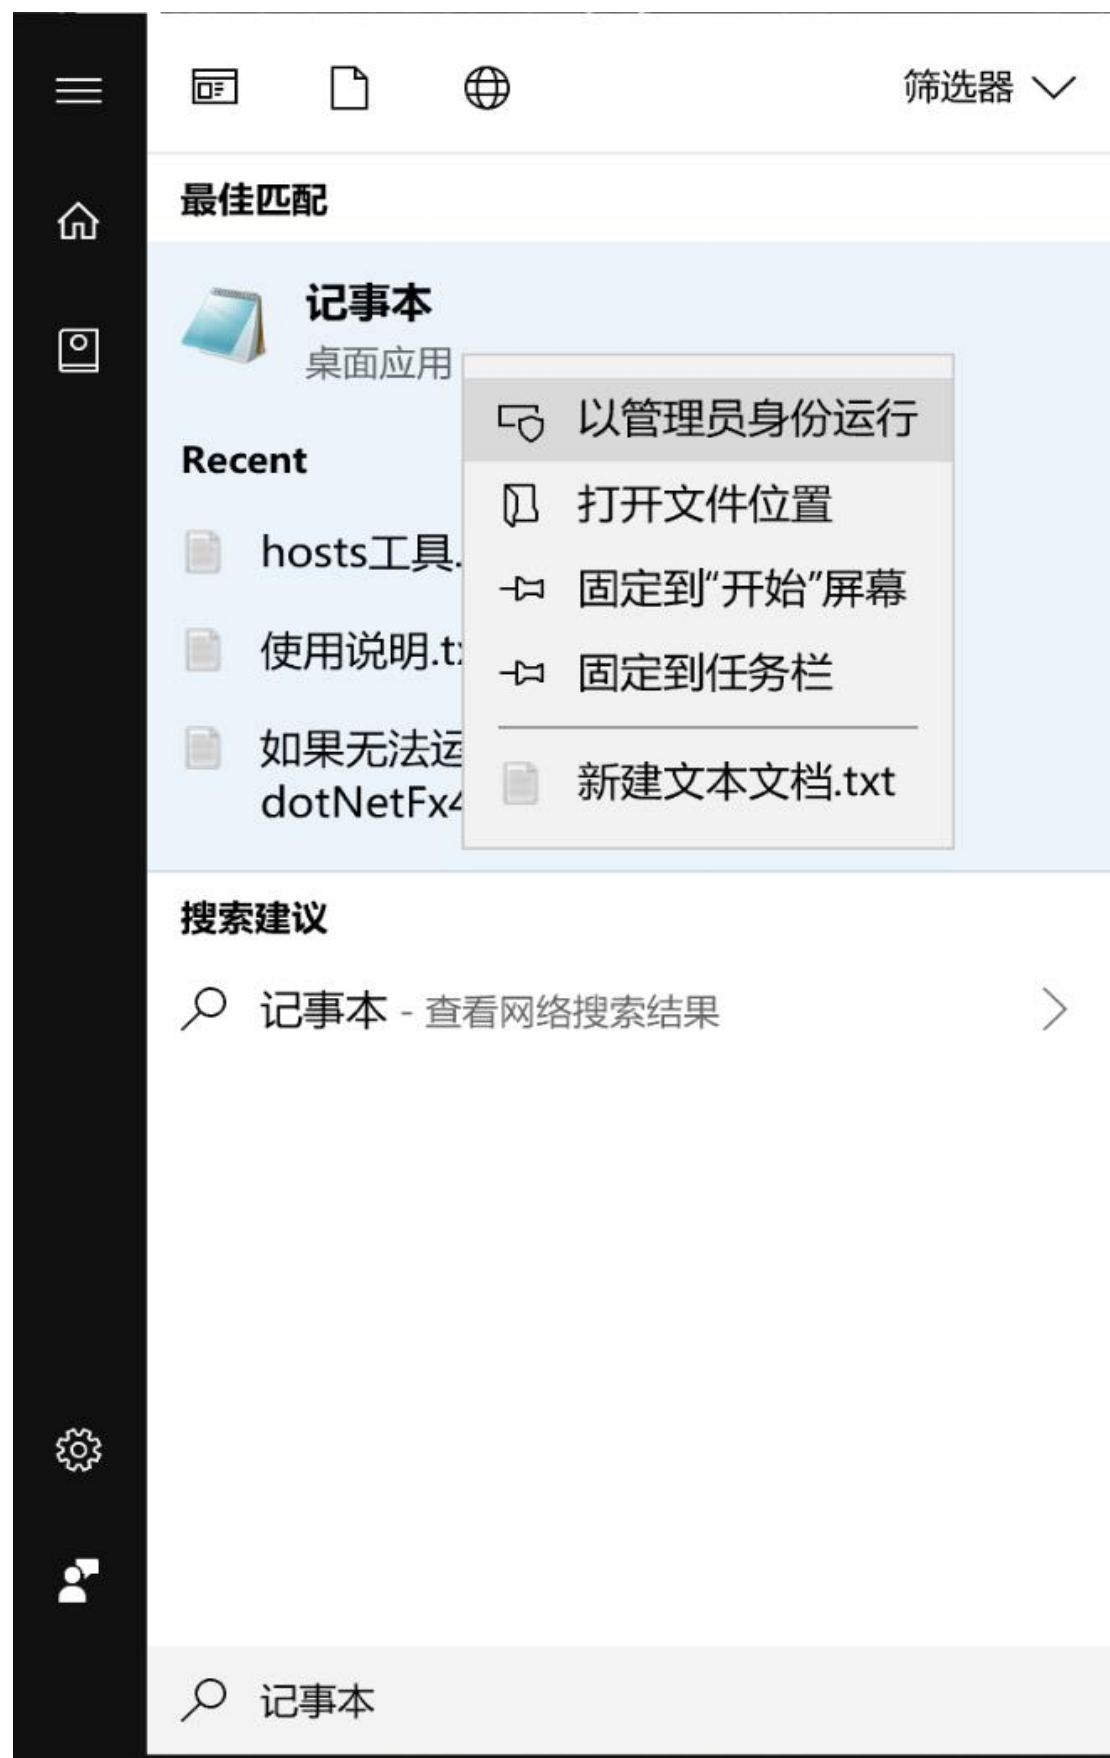 筛选器
最佳匹配
记事本
桌面应用
以管理员身份运行
打开文件位置
固定到“开始”屏幕
固定到任务栏
新建文本文档.txt
Recent
hosts工具.
使用说明.t
如果无法运
dotNetFx4
搜索建议
记事本 - 查看网络搜索结果
记事本